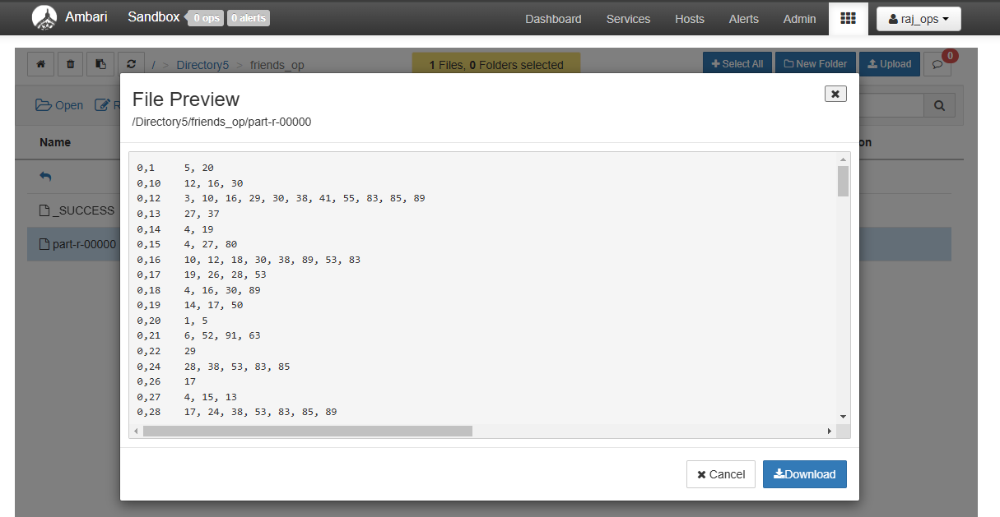 Ambari Sandbox 0 ops 0 alerts Dashboard Services Hosts Alerts Admin raj_ops
/ > Directory5 > friends_op 1 Files, 0 Folders selected Select All New Folder Upload 0
Open R
File Preview
/Directory5/friends_op/part-r-00000
Name on
0,1 5, 20
0,10 12, 16, 30
0,12 3, 10, 16, 29, 30, 38, 41, 55, 83, 85, 89
0,13 27, 37
0,14 4, 19
0,15 4, 27, 80
0,16 10, 12, 18, 30, 38, 89, 53, 83
0,17 19, 26, 28, 53
0,18 4, 16, 30, 89
0,19 14, 17, 50
0,20 1, 5
0,21 6, 52, 91, 63
0,22 29
0,24 28, 38, 53, 83, 85
0,26 17
0,27 4, 15, 13
0,28 17, 24, 38, 53, 83, 85, 89
_SUCCESS
part-r-00000
Cancel Download